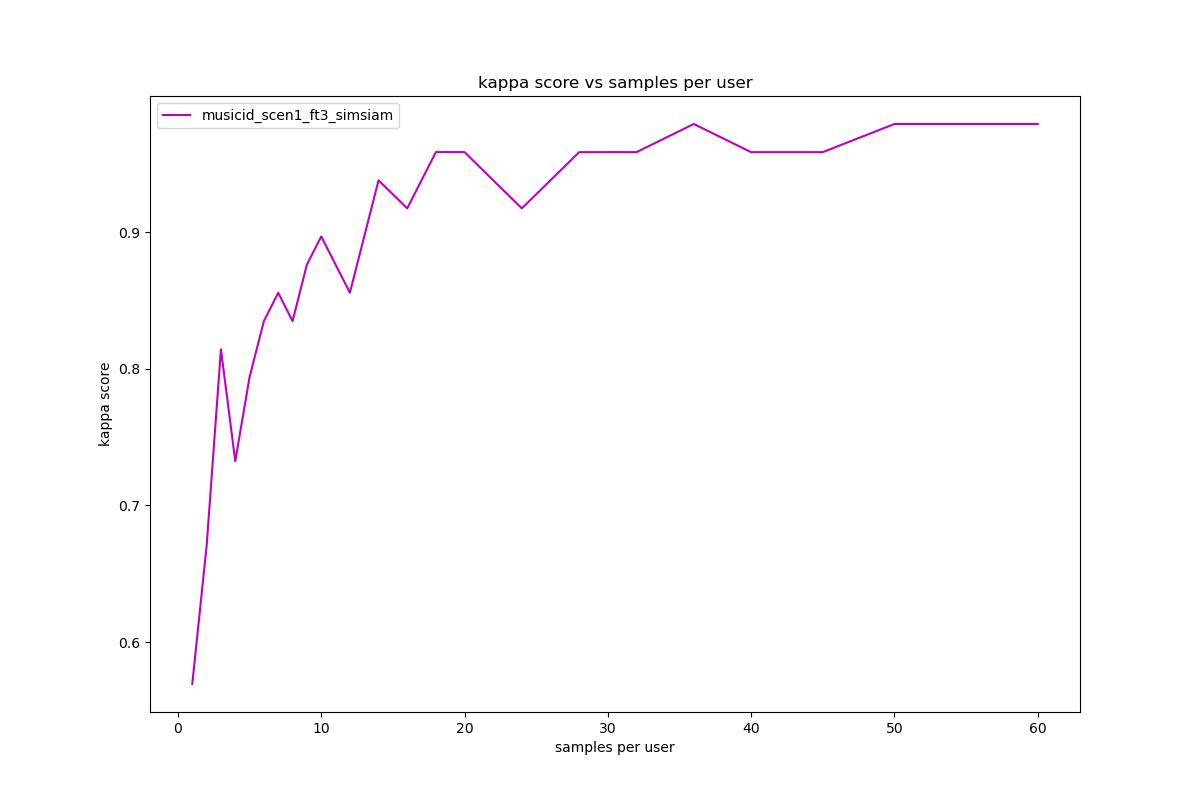 kappa score vs samples per user
musicid_scen1_ft3_simsiam
kappa score
0.9
0.8
0.7
0.6
0
10
20
30
40
50
60
samples per user